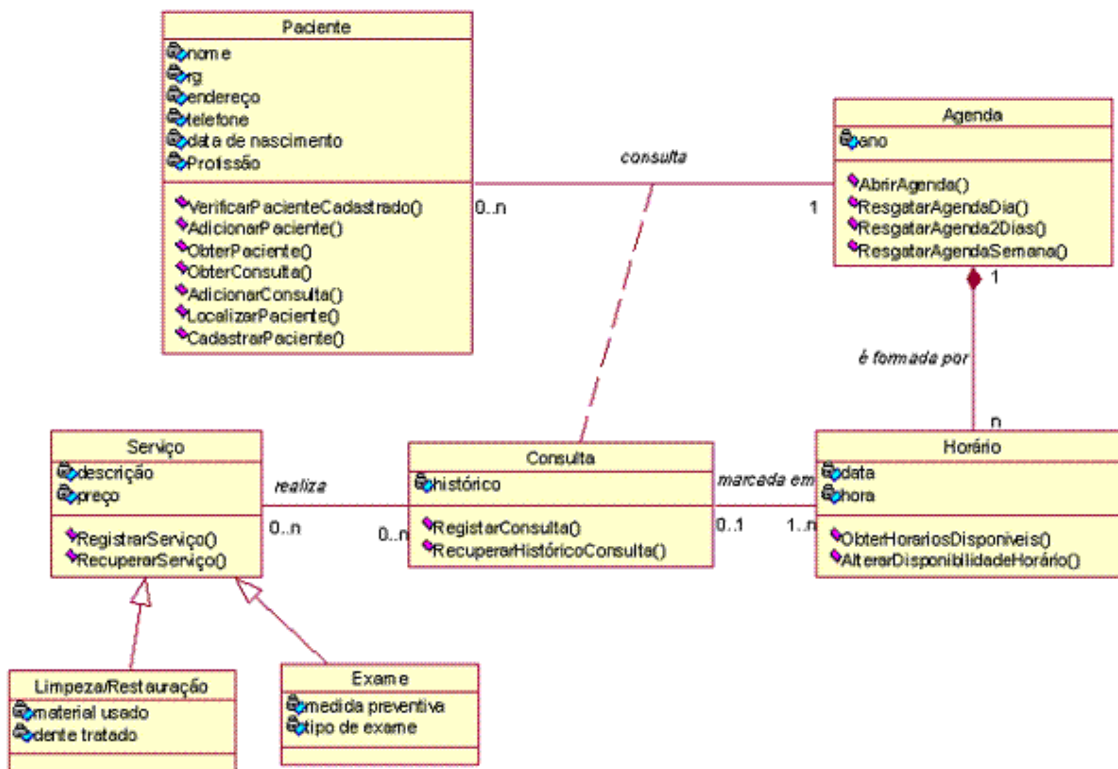 Paciente
nome
rg
endereço
telefone
data de nascimento
Profissão
VerificarPacienteCadastrado()
AdicionarPaciente()
ObterPaciente()
ObterConsulta()
AdicionarConsulta()
LocalizarPaciente()
CadastrarPaciente()
consulta
0..n
1
Agenda
ano
AbrirAgenda()
ResgatarAgendaDia()
ResgatarAgenda2Dias()
ResgatarAgendaSemana()
1
é formada por
n
Serviço
descrição
preço
RegistrarServiço()
RecuperarServiço()
realiza
0..n
0..n
Consulta
histórico
RegistarConsulta()
RecuperarHistóricoConsulta()
marcada em
0..1
1..n
Horário
data
hora
ObterHorariosDisponíveis()
AlterarDisponibilidadeHorário()
Limpeza/Restauração
material usado
dente tratado
Exame
medida preventiva
tipo de exame